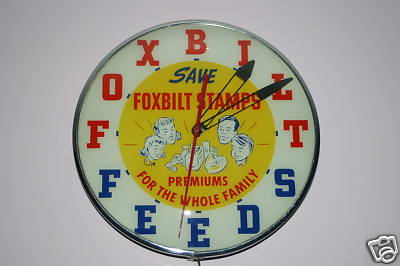 FOXBILT
FEEDS
SAVE
FOXBILT STAMPS
PREMIUMS
FOR THE WHOLE FAMILY